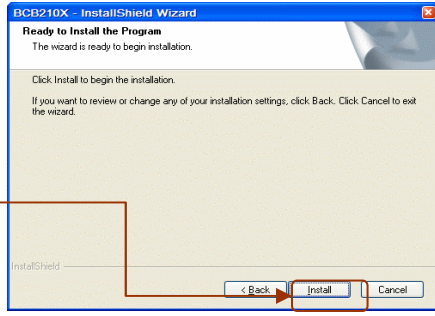 BCB210X - InstallShield Wizard
Ready to Install the Program
The wizard is ready to begin installation.
Click Install to begin the installation.
If you want to review or change any of your installation settings, click Back. Click Cancel to exit
the wizard.
InstallShield
< Back Install Cancel